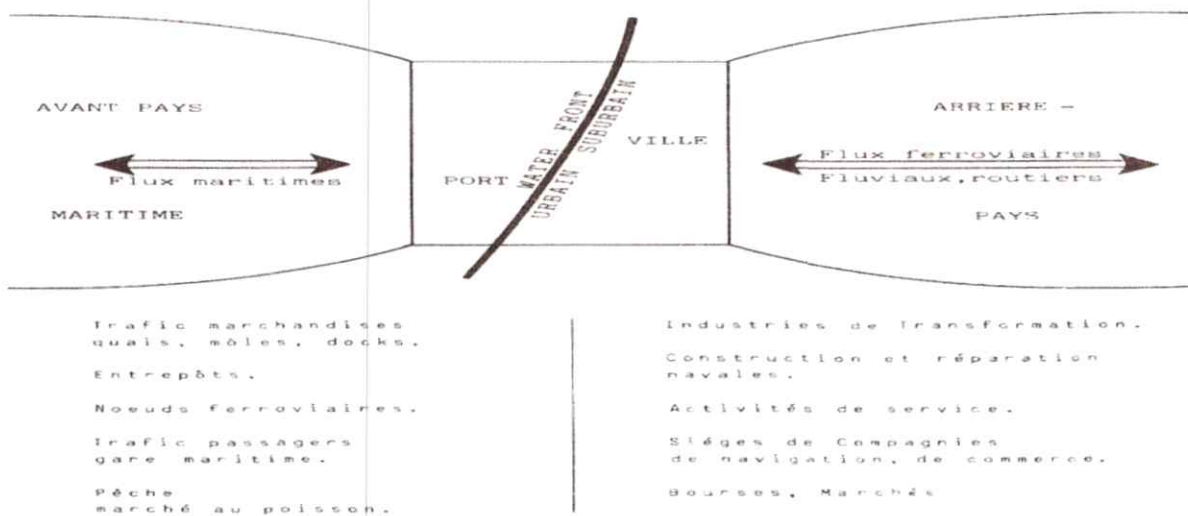 AVANT PAYS
Flux maritimes
MARITIME
PORT
WATER FRONT
URBAIN SUBURBAIN
VILLE
ARRIERE -
Flux ferroviaires
Fluviaux,routiers
PAYS
Trafic marchandises
quais, môles, docks.
Entrepôts.
Noeuds ferroviaires.
Trafic passagers
gare maritime.
Pêche
marché au poisson.
Industries de Transformation.
Construction et réparation
navales.
Activités de service.
Siéges de Compagnies
de navigation, de commerce.
Bourses, Marchés